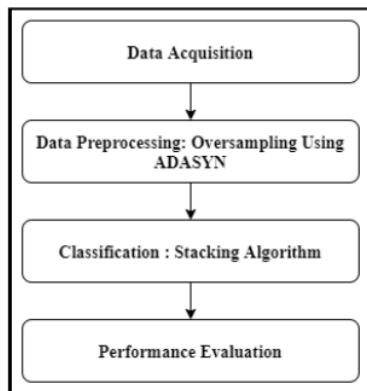 Data Acquisition
Data Preprocessing: Oversampling Using
ADASYN
Classification : Stacking Algorithm
Performance Evaluation